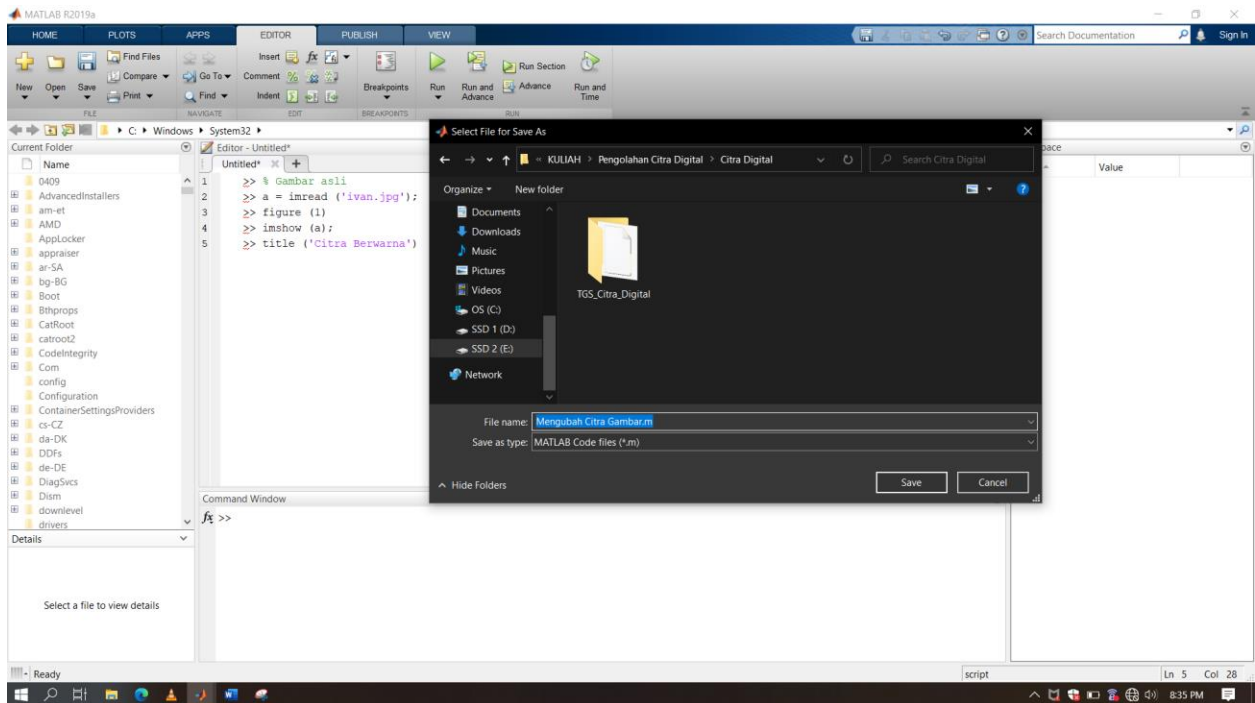 MATLAB R2019a
HOME PLOTS APPS EDITOR PUBLISH VIEW Search Documentation Sign In
New Open Save Find Files Compare Print Go To Find Insert fx Comment Indent Breakpoints Run Run and Advance Run Section Advance Run and Time
FILE NAVIGATE EDIT BREAKPOINTS RUN
C: Windows System32
Current Folder
Name
0409
AdvancedInstallers
am-et
AMD
AppLocker
appraiser
ar-SA
bg-BG
Boot
Bthprops
CatRoot
catroot2
CodeIntegrity
Com
config
Configuration
ContainerSettingsProviders
cs-CZ
da-DK
DDFs
de-DE
DiagSvcs
Dism
downlevel
drivers
Details
Select a file to view details
Editor - Untitled*
Untitled*
1 >> % Gambar asli
2 >> a = imread ('ivan.jpg');
3 >> figure (1)
4 >> imshow (a);
5 >> title ('Citra Berwarna')
Command Window
fx >>
Select File for Save As
« KULIAH > Pengolahan Citra Digital > Citra Digital Search Citra Digital
Organize New folder
Documents
Downloads
Music
Pictures
Videos
OS (C:)
SSD 1 (D:)
SSD 2 (E:)
Network
TGS_Citra_Digital
File name: Mengubah Citra Gambar.m
Save as type: MATLAB Code files (*.m)
Hide Folders Save Cancel
pace
Value
Ready script Ln 5 Col 28
8:35 PM